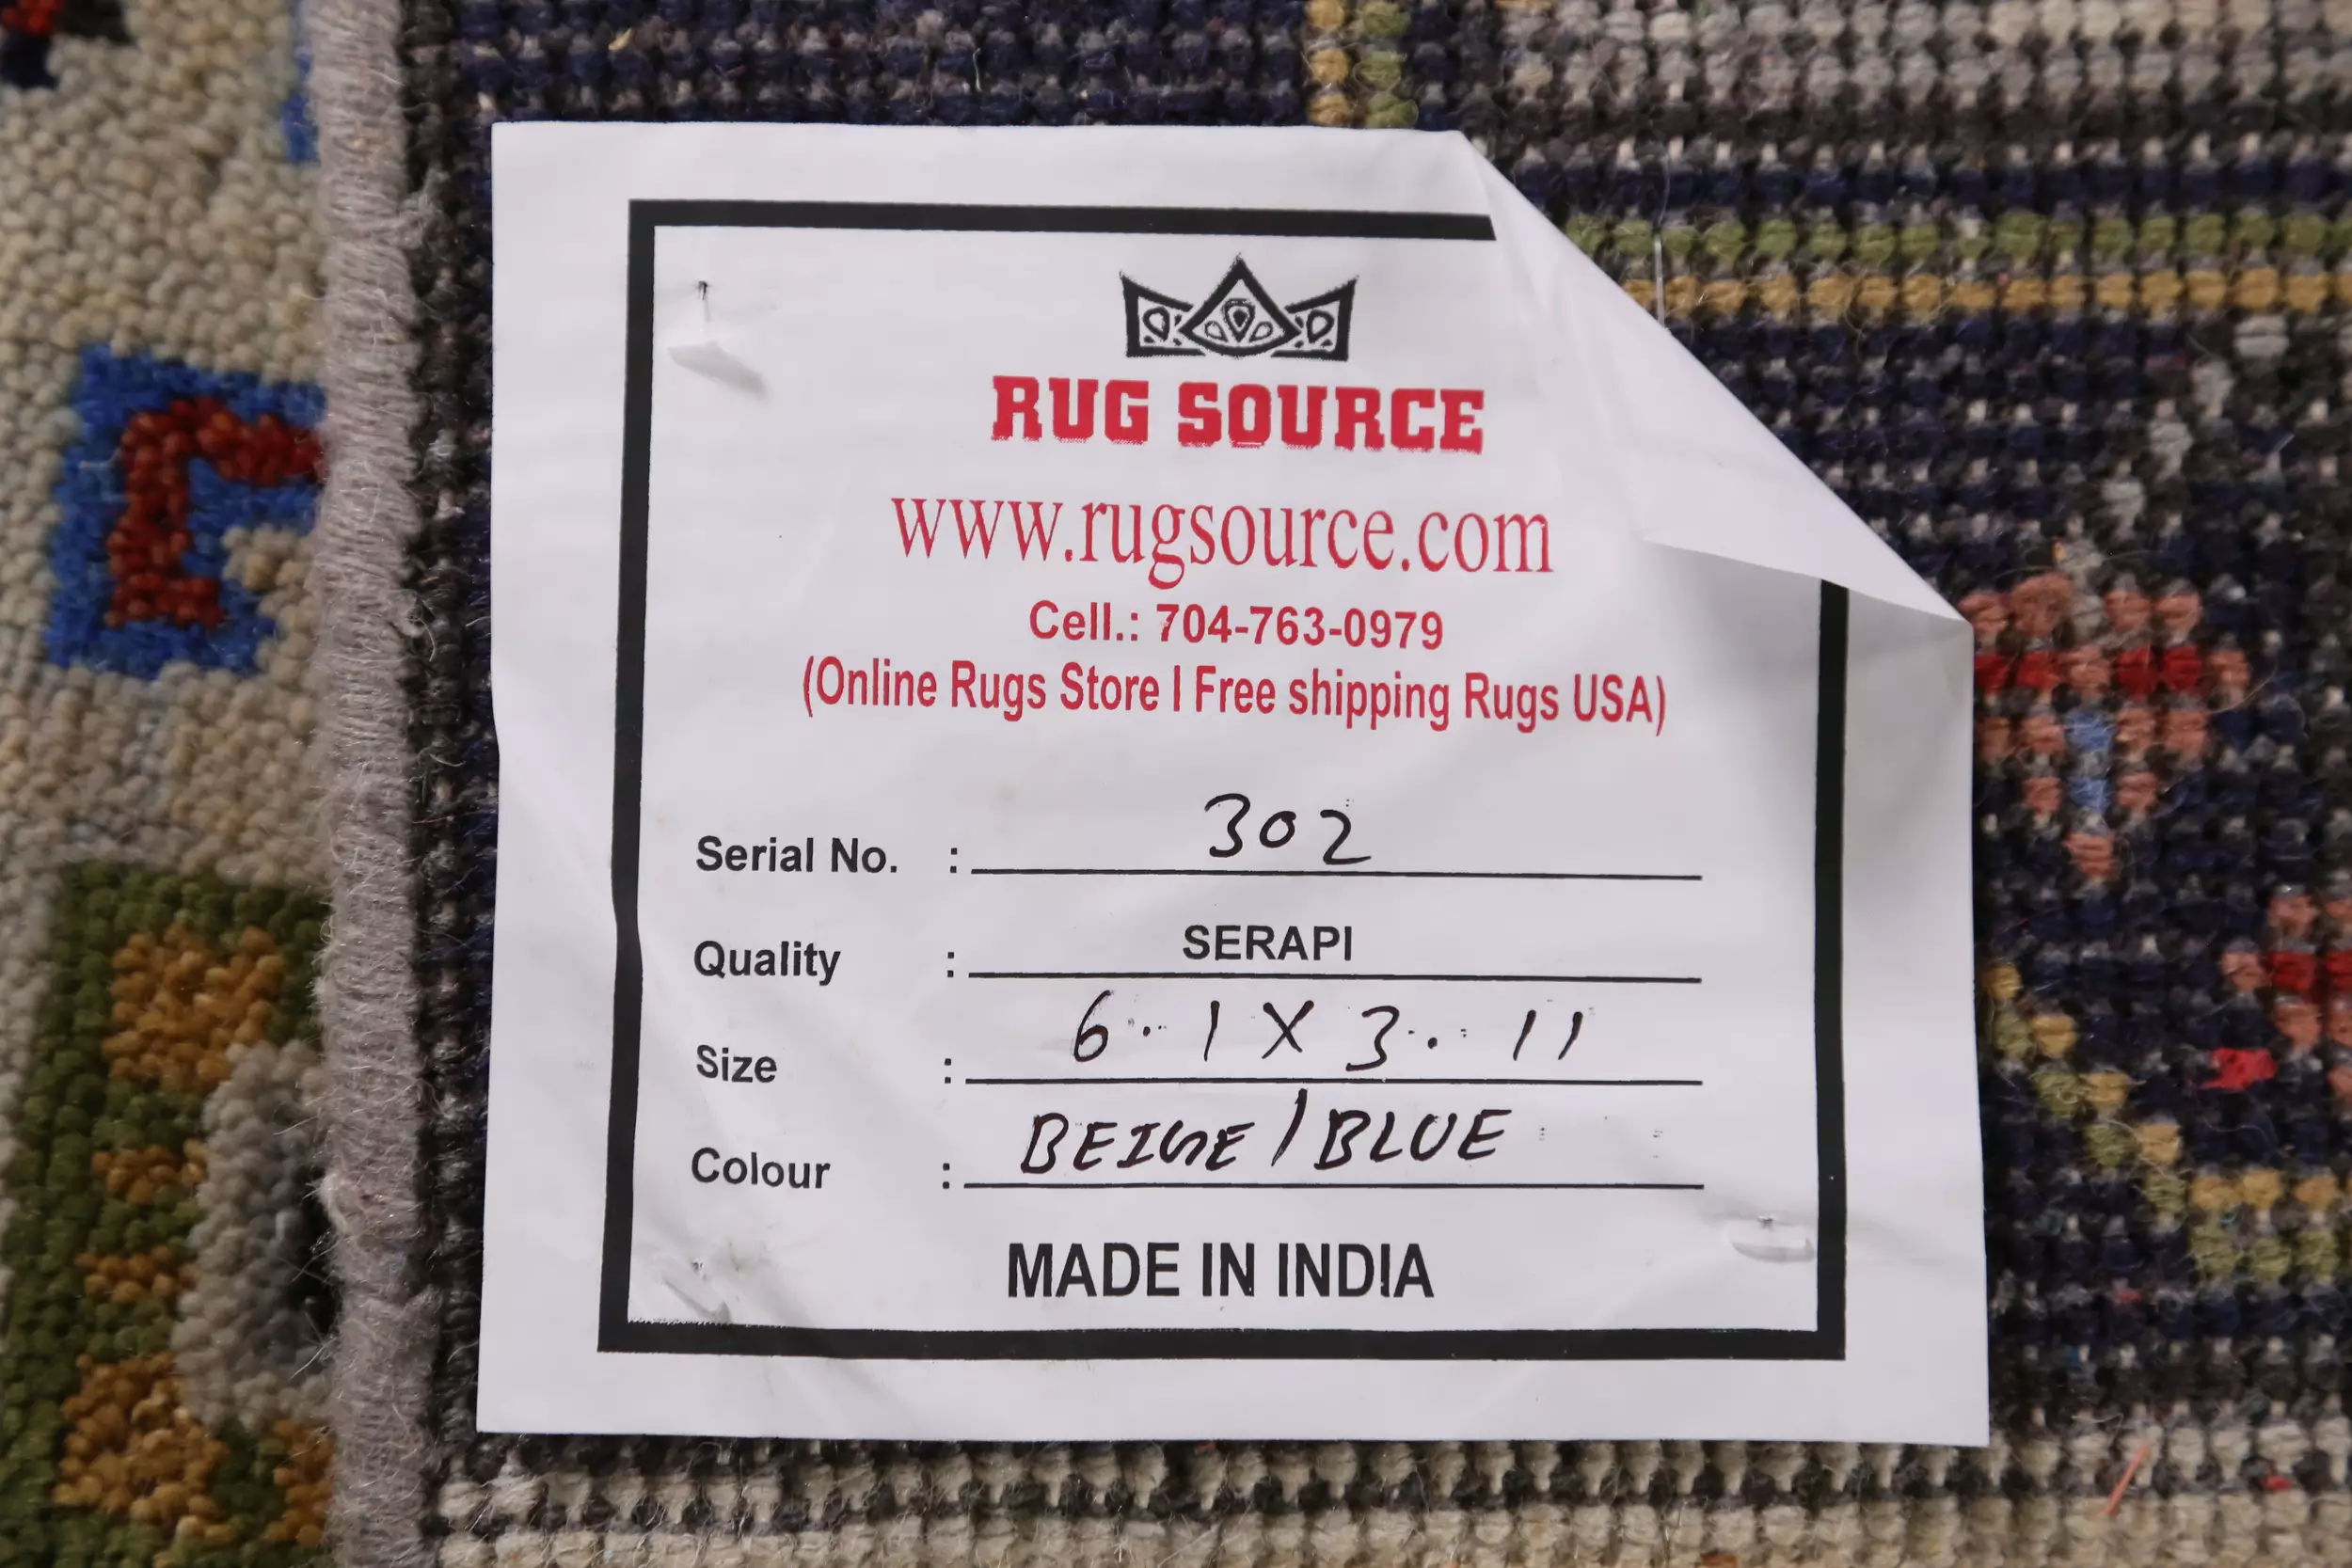 RUG SOURCE
www.rugsource.com
Cell.: 704-763-0979
(Online Rugs Store | Free shipping Rugs USA)
Serial No. : 302
Quality : SERAPI
Size : 6.1 X 3.11
Colour : BEIGE/BLUE
MADE IN INDIA